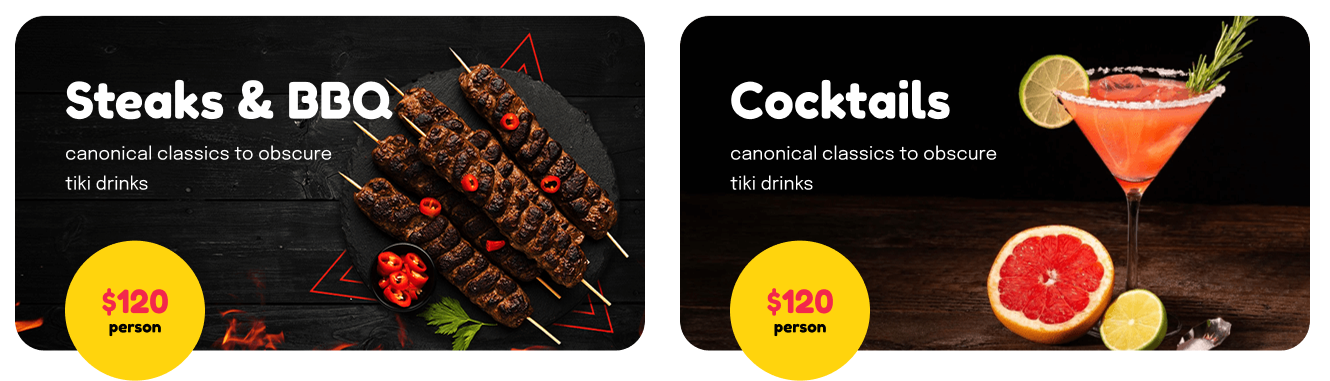 Steaks & BBQ
canonical classics to obscure
tiki drinks
$120
person
Cocktails
canonical classics to obscure
tiki drinks
$120
person